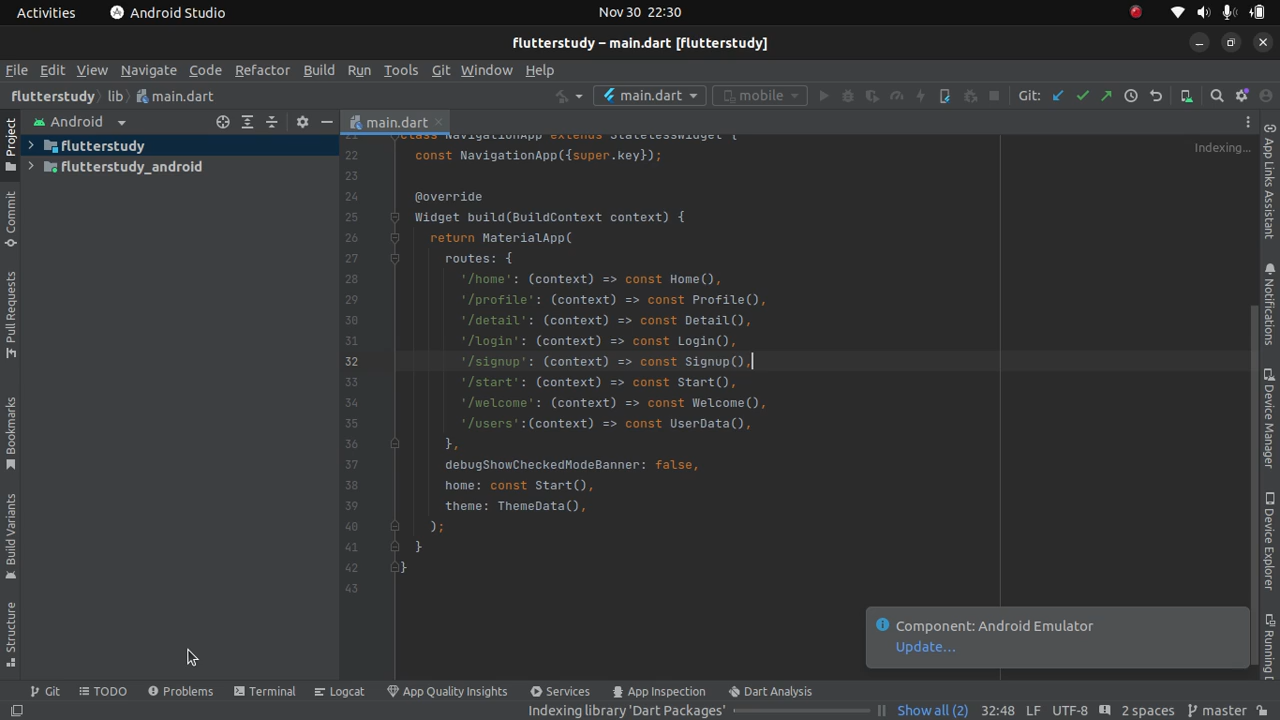 Activities Android Studio Nov 30 22:30
flutterstudy – main.dart [flutterstudy]
File Edit View Navigate Code Refactor Build Run Tools Git Window Help
flutterstudy lib main.dart main.dart mobile Git:
Project
Commit
Pull Requests
Bookmarks
Build Variants
Structure
Android
flutterstudy
flutterstudy_android
main.dart
Indexing...
21 class NavigationApp extends StatelessWidget {
22 const NavigationApp({super.key});
23
24 @override
25 Widget build(BuildContext context) {
26 return MaterialApp(
27 routes: {
28 '/home': (context) => const Home(),
29 '/profile': (context) => const Profile(),
30 '/detail': (context) => const Detail(),
31 '/login': (context) => const Login(),
32 '/signup': (context) => const Signup(),
33 '/start': (context) => const Start(),
34 '/welcome': (context) => const Welcome(),
35 '/users':(context) => const UserData(),
36 },
37 debugShowCheckedModeBanner: false,
38 home: const Start(),
39 theme: ThemeData(),
40 );
41 }
42 }
43
Component: Android Emulator
Update...
App Links Assistant
Notifications
Device Manager
Device Explorer
Running
Git TODO Problems Terminal Logcat App Quality Insights Services App Inspection Dart Analysis
Indexing library 'Dart Packages' Show all (2) 32:48 LF UTF-8 2 spaces master